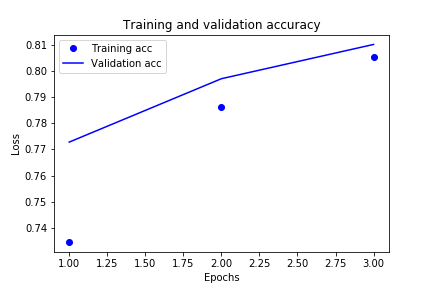 Training and validation accuracy
Training acc
Validation acc
Loss
0.81
0.80
0.79
0.78
0.77
0.76
0.75
0.74
1.00 1.25 1.50 1.75 2.00 2.25 2.50 2.75 3.00
Epochs